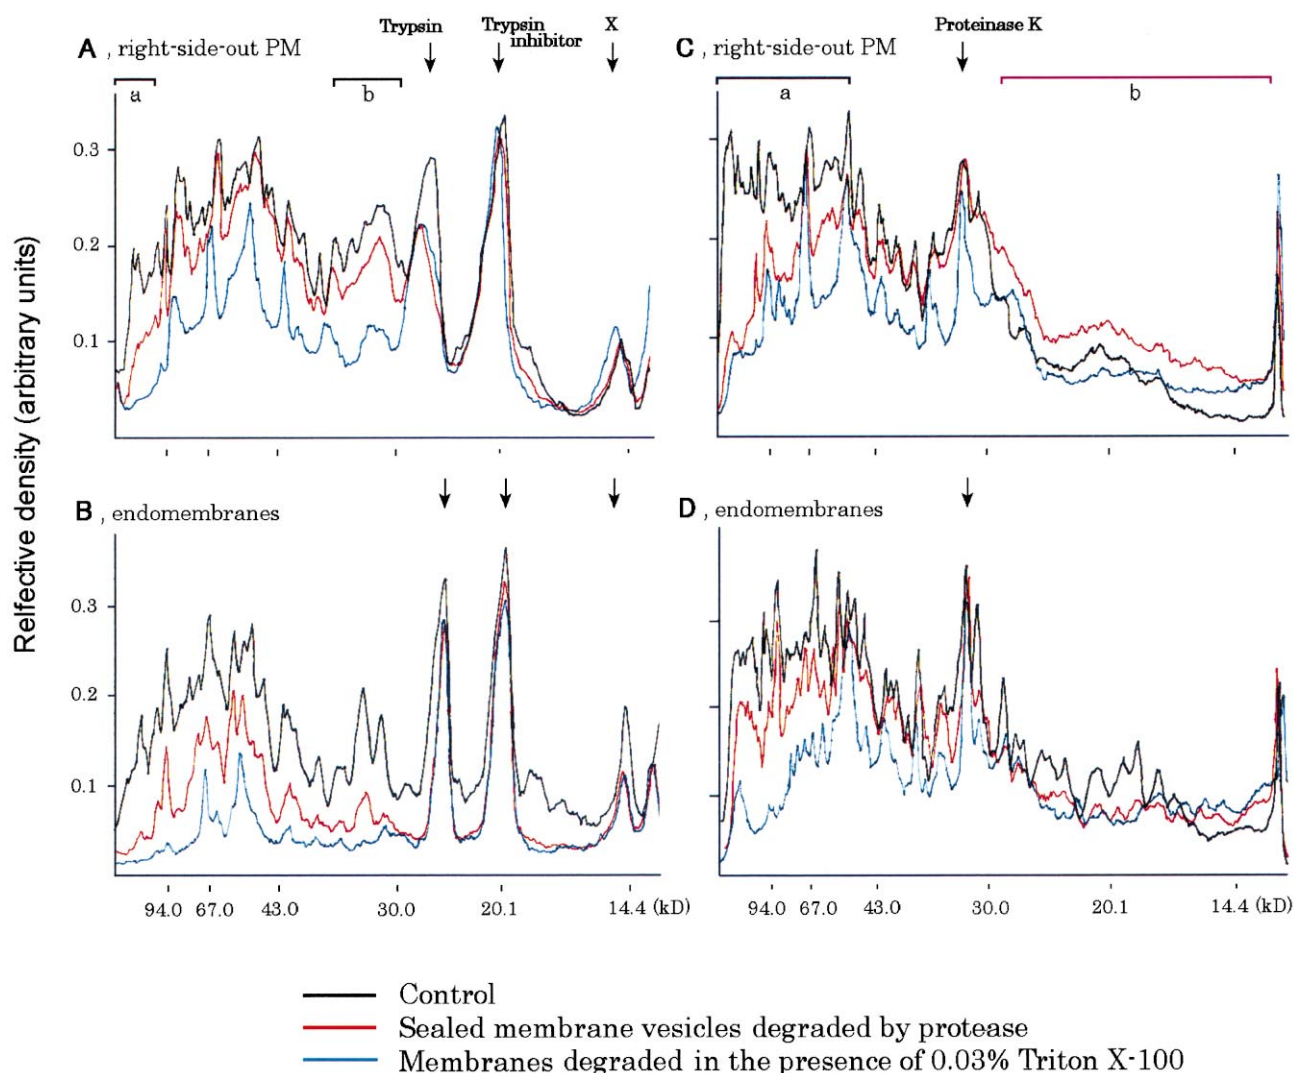 Trypsin
Trypsin inhibitor
X
Proteinase K
A , right-side-out PM
C , right-side-out PM
a
b
a
b
0.3
0.2
0.1
Relfective density (arbitrary units)
B , endomembranes
D , endomembranes
0.3
0.2
0.1
94.0 67.0 43.0 30.0 20.1 14.4 (kD)
94.0 67.0 43.0 30.0 20.1 14.4 (kD)
Control
Sealed membrane vesicles degraded by protease
Membranes degraded in the presence of 0.03% Triton X-100